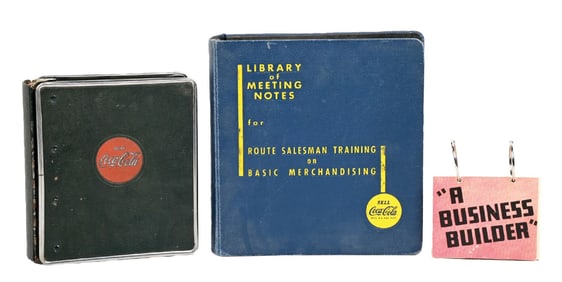 Coca-Cola
LIBRARY
of
MEETING
NOTES
for
ROUTE SALESMAN TRAINING
on
BASIC MERCHANDISING
SELL
Coca-Cola
"A
BUSINESS
BUILDER"